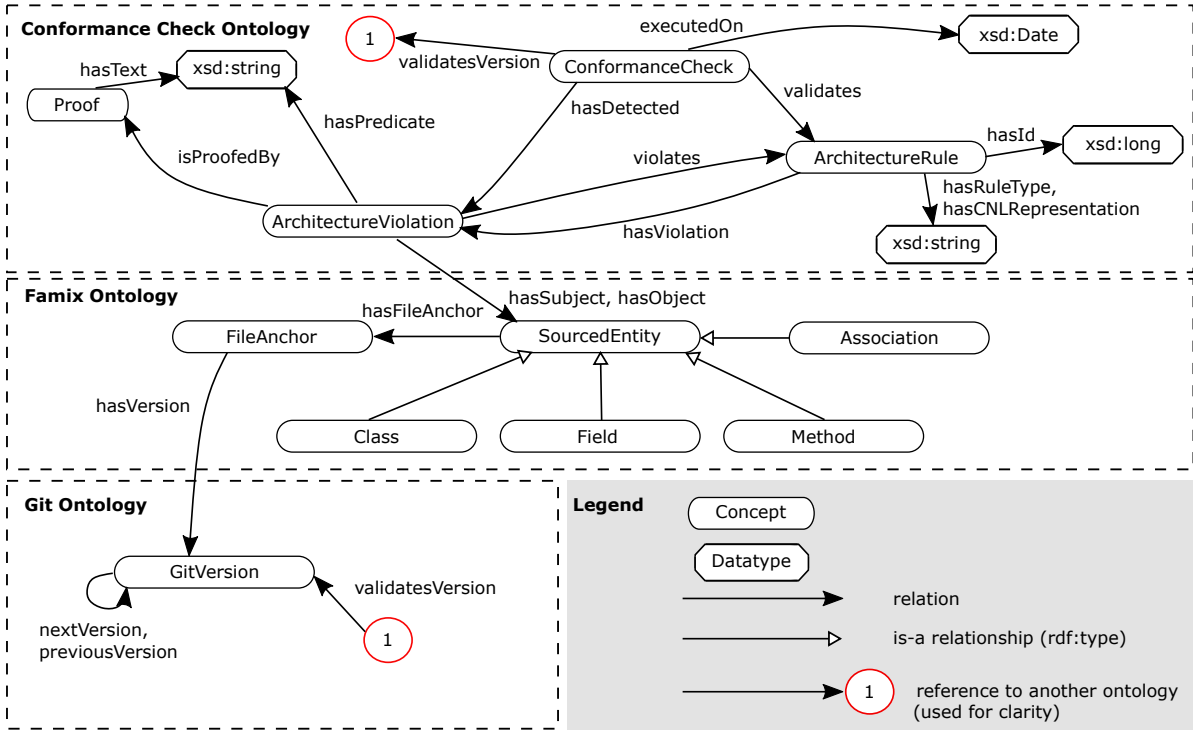 Conformance Check Ontology
1
executedOn
xsd:Date
hasText
xsd:string
validatesVersion
ConformanceCheck
Proof
hasDetected
validates
hasPredicate
hasId
xsd:long
isProofedBy
violates
ArchitectureRule
hasRuleType,
hasCNLRepresentation
ArchitectureViolation
hasViolation
xsd:string
Famix Ontology
hasSubject, hasObject
hasFileAnchor
FileAnchor
SourcedEntity
Association
hasVersion
Class
Field
Method
Git Ontology
GitVersion
validatesVersion
nextVersion,
previousVersion
1
Legend
Concept
Datatype
relation
is-a relationship (rdf:type)
1
reference to another ontology
(used for clarity)